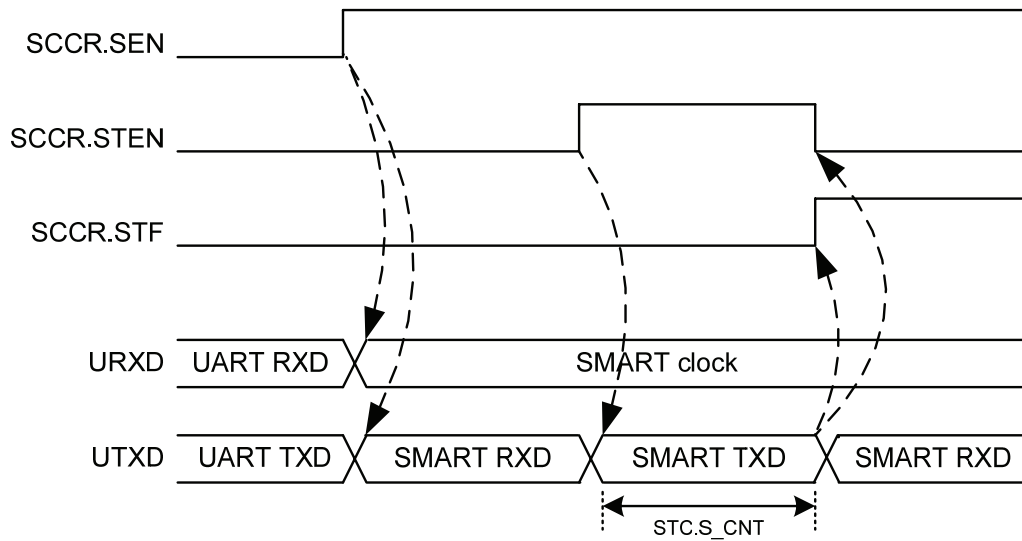 SCCR.SEN
SCCR.STEN
SCCR.STF
URXD UART RXD SMART clock
UTXD UART TXD SMART RXD SMART TXD SMART RXD
STC.S_CNT